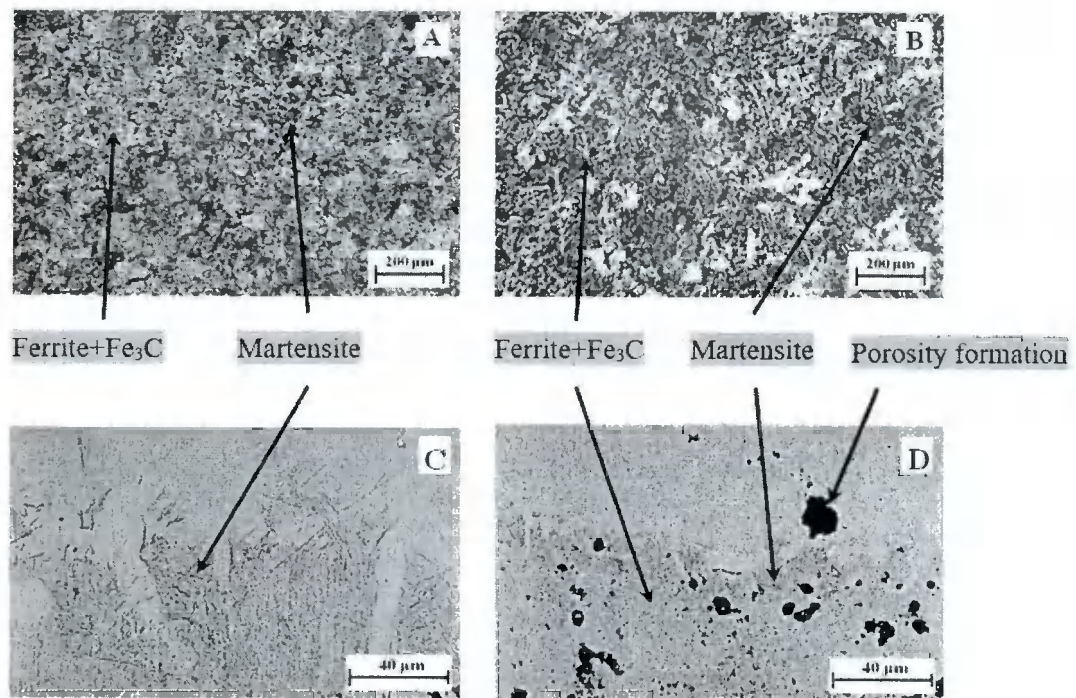 A
B
200 µm
200 µm
Ferrite+Fe₃C Martensite
Ferrite+Fe₃C Martensite Porosity formation
C
D
40 µm
40 µm